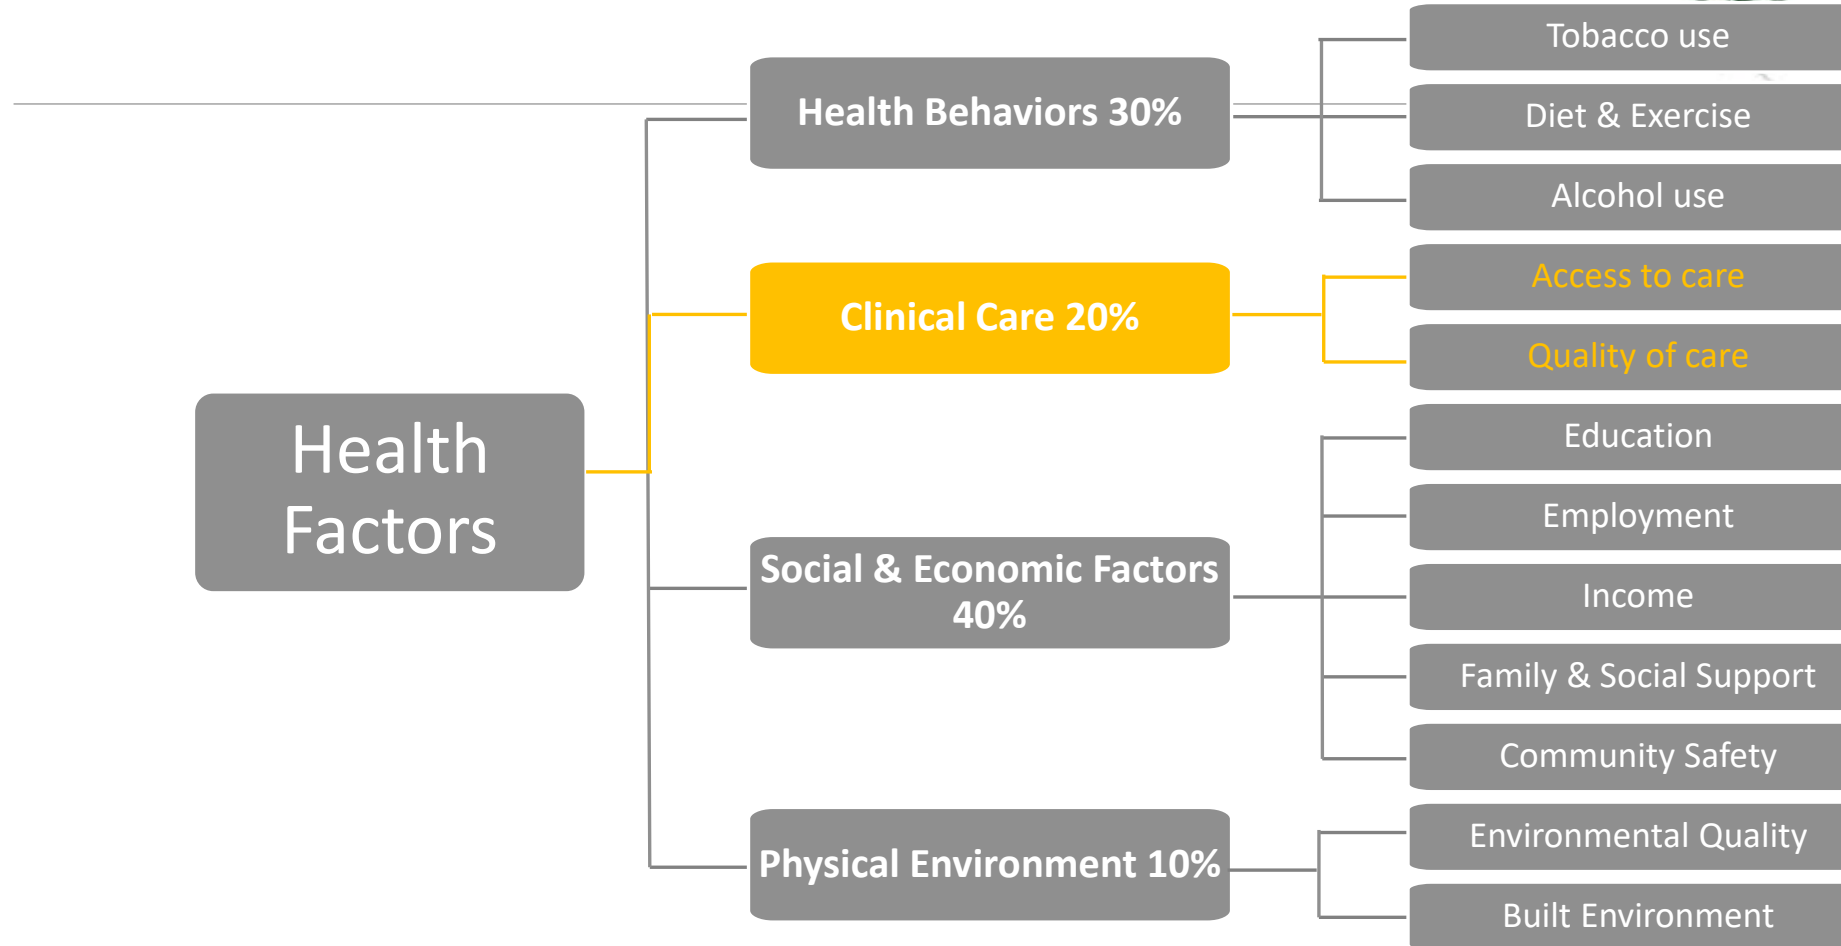 Health
Factors
Health Behaviors 30%
Tobacco use
Diet & Exercise
Alcohol use
Clinical Care 20%
Access to care
Quality of care
Social & Economic Factors
40%
Education
Employment
Income
Family & Social Support
Community Safety
Physical Environment 10%
Environmental Quality
Built Environment